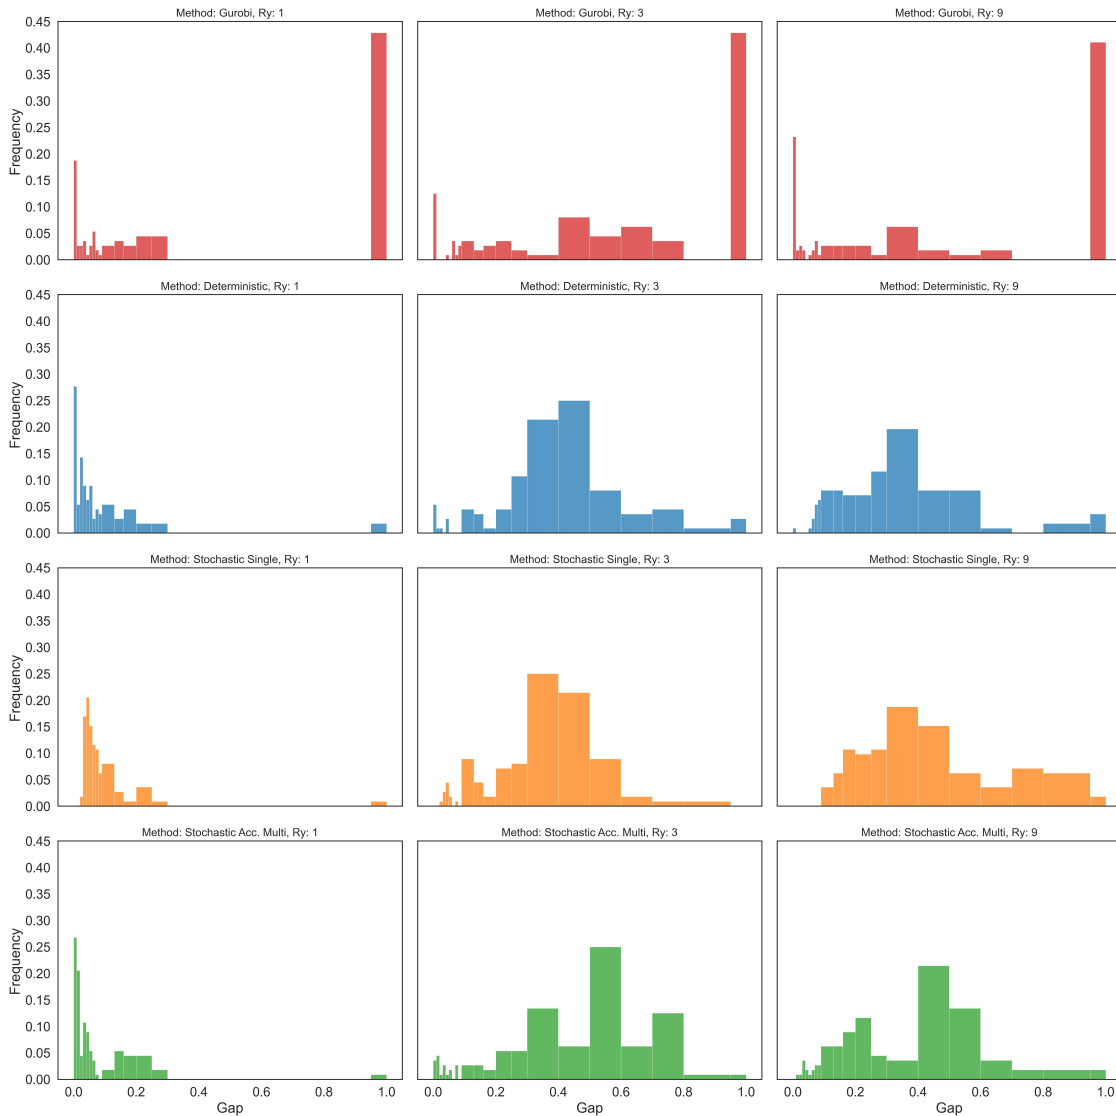 Method: Gurobi, Ry: 1
Method: Gurobi, Ry: 3
Method: Gurobi, Ry: 9
0.45
0.40
0.35
0.30
0.25
0.20
0.15
0.10
0.05
0.00
Frequency
Method: Deterministic, Ry: 1
Method: Deterministic, Ry: 3
Method: Deterministic, Ry: 9
0.45
0.40
0.35
0.30
0.25
0.20
0.15
0.10
0.05
0.00
Frequency
Method: Stochastic Single, Ry: 1
Method: Stochastic Single, Ry: 3
Method: Stochastic Single, Ry: 9
0.45
0.40
0.35
0.30
0.25
0.20
0.15
0.10
0.05
0.00
Frequency
Method: Stochastic Acc. Multi, Ry: 1
Method: Stochastic Acc. Multi, Ry: 3
Method: Stochastic Acc. Multi, Ry: 9
0.45
0.40
0.35
0.30
0.25
0.20
0.15
0.10
0.05
0.00
Frequency
0.0 0.2 0.4 0.6 0.8 1.0
0.0 0.2 0.4 0.6 0.8 1.0
0.0 0.2 0.4 0.6 0.8 1.0
Gap
Gap
Gap